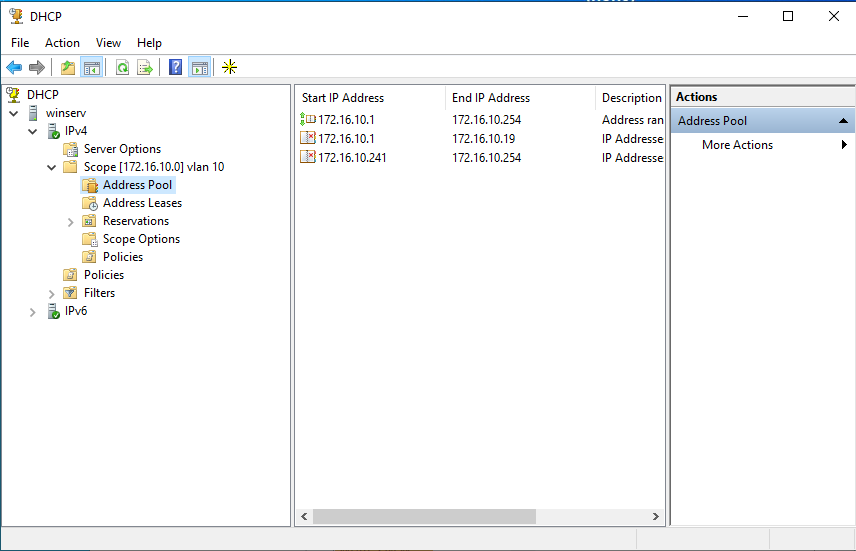 DHCP
File Action View Help
DHCP
winserv
IPv4
Server Options
Scope [172.16.10.0] vlan 10
Address Pool
Address Leases
Reservations
Scope Options
Policies
Policies
Filters
IPv6
Start IP Address End IP Address Description
172.16.10.1 172.16.10.254 Address ran
172.16.10.1 172.16.10.19 IP Addresse
172.16.10.241 172.16.10.254 IP Addresse
Actions
Address Pool
More Actions